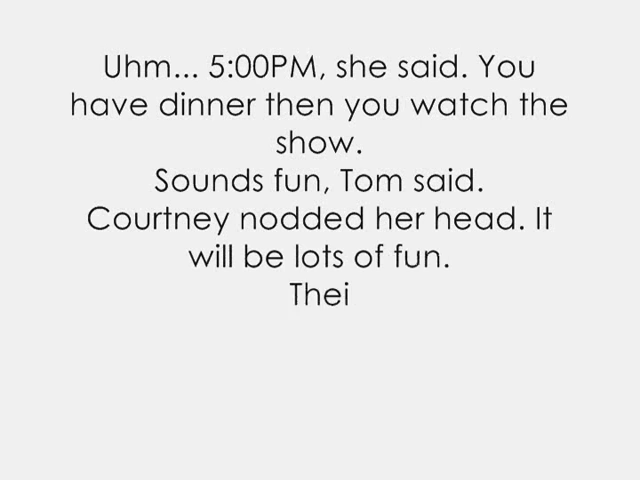 Uhm... 5:00PM, she said. You
have dinner then you watch the
show.
Sounds fun, Tom said.
Courtney nodded her head. It
will be lots of fun.
Thei